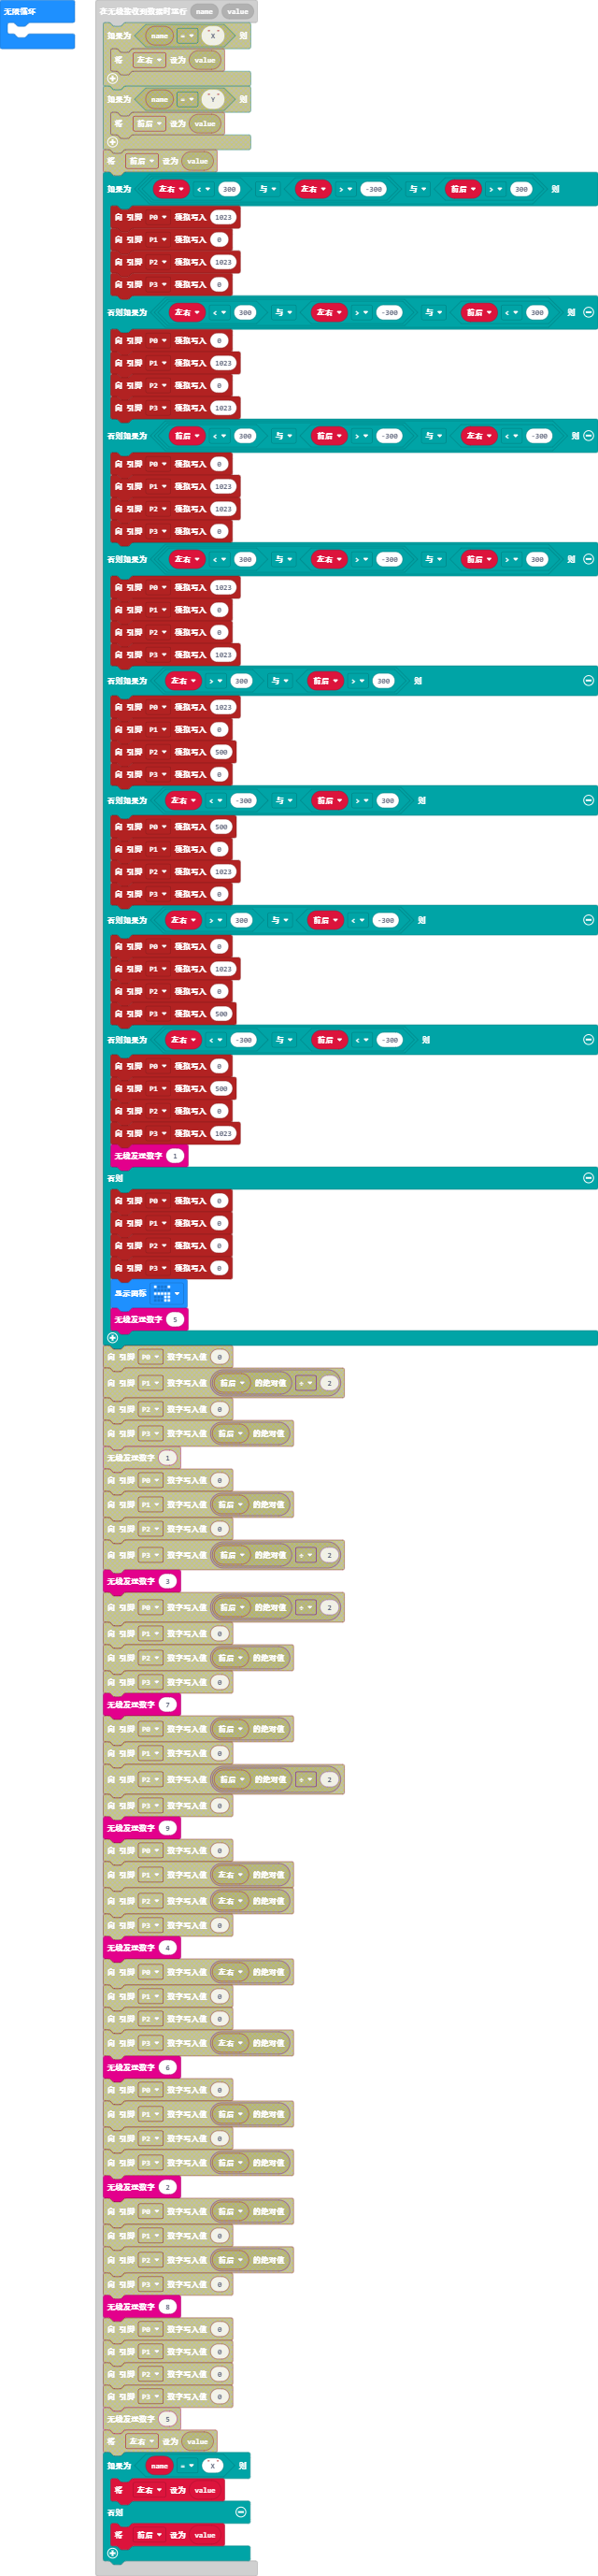 无限循环
在无线接收到数据时运行 name value
如果为 name = " X " 则
将 左右 设为 value
如果为 name = " Y " 则
将 前后 设为 value
将 前后 设为 value
如果为 左右 < 300 与 左右 > -300 与 前后 > 300 则
向 引脚 P0 模拟写入 1023
向 引脚 P1 模拟写入 0
向 引脚 P2 模拟写入 1023
向 引脚 P3 模拟写入 0
否则如果为 左右 < 300 与 左右 > -300 与 前后 < 300 则
向 引脚 P0 模拟写入 0
向 引脚 P1 模拟写入 1023
向 引脚 P2 模拟写入 0
向 引脚 P3 模拟写入 1023
否则如果为 前后 < 300 与 前后 > -300 与 左右 < -300 则
向 引脚 P0 模拟写入 0
向 引脚 P1 模拟写入 1023
向 引脚 P2 模拟写入 1023
向 引脚 P3 模拟写入 0
否则如果为 左右 < 300 与 左右 > -300 与 前后 > 300 则
向 引脚 P0 模拟写入 1023
向 引脚 P1 模拟写入 0
向 引脚 P2 模拟写入 0
向 引脚 P3 模拟写入 1023
否则如果为 左右 > 300 与 前后 > 300 则
向 引脚 P0 模拟写入 1023
向 引脚 P1 模拟写入 0
向 引脚 P2 模拟写入 500
向 引脚 P3 模拟写入 0
否则如果为 左右 < -300 与 前后 > 300 则
向 引脚 P0 模拟写入 500
向 引脚 P1 模拟写入 0
向 引脚 P2 模拟写入 1023
向 引脚 P3 模拟写入 0
否则如果为 左右 > 300 与 前后 < -300 则
向 引脚 P0 模拟写入 0
向 引脚 P1 模拟写入 1023
向 引脚 P2 模拟写入 0
向 引脚 P3 模拟写入 500
否则如果为 左右 < -300 与 前后 < -300 则
向 引脚 P0 模拟写入 0
向 引脚 P1 模拟写入 500
向 引脚 P2 模拟写入 0
向 引脚 P3 模拟写入 1023
无线发送数字 1
否则
向 引脚 P0 模拟写入 0
向 引脚 P1 模拟写入 0
向 引脚 P2 模拟写入 0
向 引脚 P3 模拟写入 0
显示图标
无线发送数字 5
向 引脚 P0 数字写入值 0
向 引脚 P1 数字写入值 前后 的绝对值 ÷ 2
向 引脚 P2 数字写入值 0
向 引脚 P3 数字写入值 前后 的绝对值
无线发送数字 1
向 引脚 P0 数字写入值 0
向 引脚 P1 数字写入值 前后 的绝对值
向 引脚 P2 数字写入值 0
向 引脚 P3 数字写入值 前后 的绝对值 ÷ 2
无线发送数字 3
向 引脚 P0 数字写入值 前后 的绝对值 ÷ 2
向 引脚 P1 数字写入值 0
向 引脚 P2 数字写入值 前后 的绝对值
向 引脚 P3 数字写入值 0
无线发送数字 7
向 引脚 P0 数字写入值 前后 的绝对值
向 引脚 P1 数字写入值 0
向 引脚 P2 数字写入值 前后 的绝对值 ÷ 2
向 引脚 P3 数字写入值 0
无线发送数字 9
向 引脚 P0 数字写入值 0
向 引脚 P1 数字写入值 左右 的绝对值
向 引脚 P2 数字写入值 左右 的绝对值
向 引脚 P3 数字写入值 0
无线发送数字 4
向 引脚 P0 数字写入值 左右 的绝对值
向 引脚 P1 数字写入值 0
向 引脚 P2 数字写入值 0
向 引脚 P3 数字写入值 左右 的绝对值
无线发送数字 6
向 引脚 P0 数字写入值 0
向 引脚 P1 数字写入值 前后 的绝对值
向 引脚 P2 数字写入值 0
向 引脚 P3 数字写入值 前后 的绝对值
无线发送数字 2
向 引脚 P0 数字写入值 前后 的绝对值
向 引脚 P1 数字写入值 0
向 引脚 P2 数字写入值 前后 的绝对值
向 引脚 P3 数字写入值 0
无线发送数字 8
向 引脚 P0 数字写入值 0
向 引脚 P1 数字写入值 0
向 引脚 P2 数字写入值 0
向 引脚 P3 数字写入值 0
无线发送数字 5
将 左右 设为 value
如果为 name = " X " 则
将 左右 设为 value
否则
将 前后 设为 value